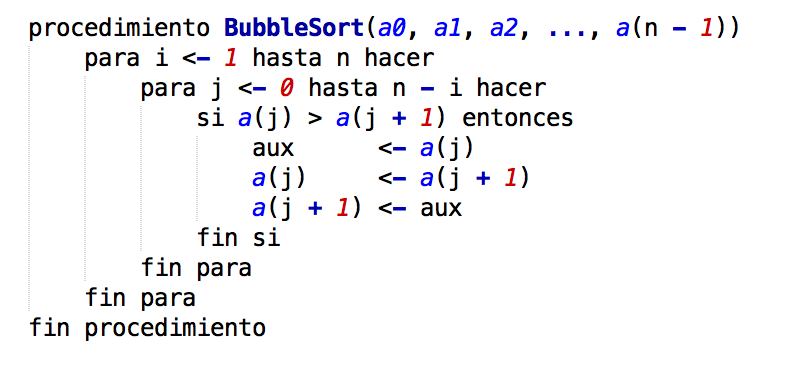 procedimiento BubbleSort(a0, a1, a2, ..., a(n - 1))
para i <- 1 hasta n hacer
para j <- 0 hasta n - i hacer
si a(j) > a(j + 1) entonces
aux <- a(j)
a(j) <- a(j + 1)
a(j + 1) <- aux
fin si
fin para
fin para
fin procedimiento